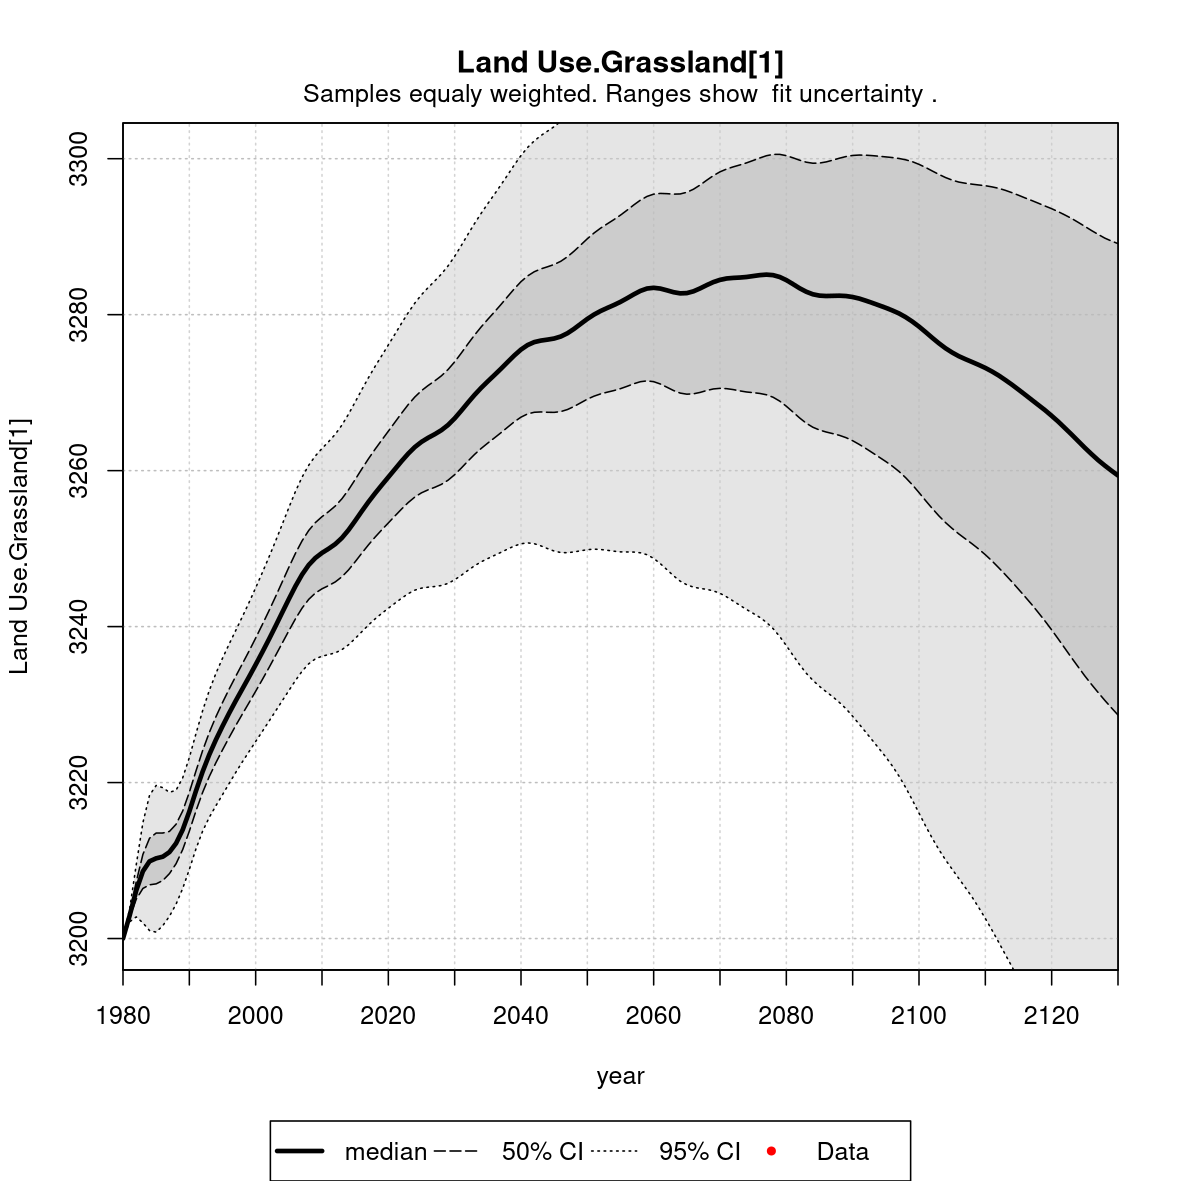 Land Use.Grassland[1]
Samples equaly weighted. Ranges show  fit uncertainty .
Land Use.Grassland[1]
3300
3280
3260
3240
3220
3200
1980 2000 2020 2040 2060 2080 2100 2120
year
median 50% CI 95% CI Data